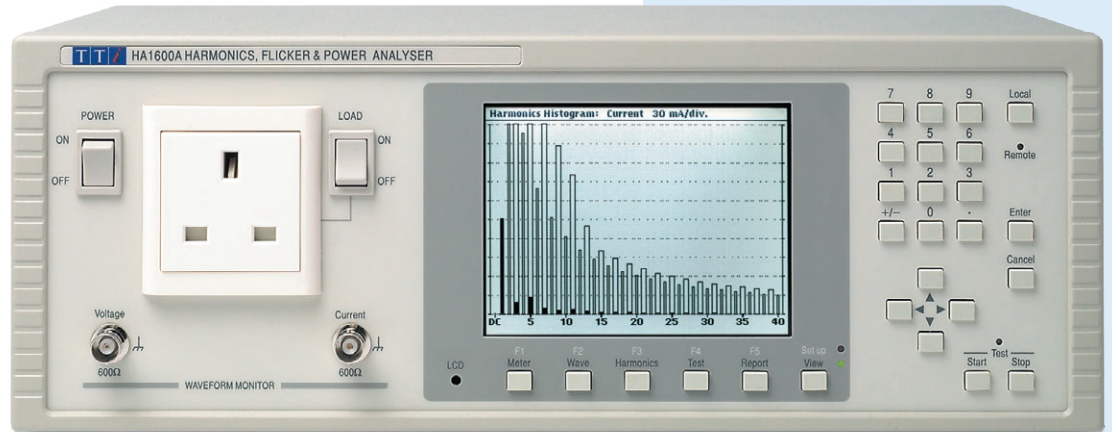 TTi HA1600A HARMONICS, FLICKER & POWER ANALYSER
POWER
ON
OFF
LOAD
ON
OFF
Voltage
600Ω
Current
600Ω
WAVEFORM MONITOR
Harmonics Histogram: Current 30 mA/div.
DC 5 10 15 20 25 30 35 40
LCD
F1 F2 F3 F4 F5 Set up
Meter Wave Harmonics Test Report View
7 8 9 Local
4 5 6
Remote
1 2 3
+/− 0 . Enter
Cancel
Test
Start Stop